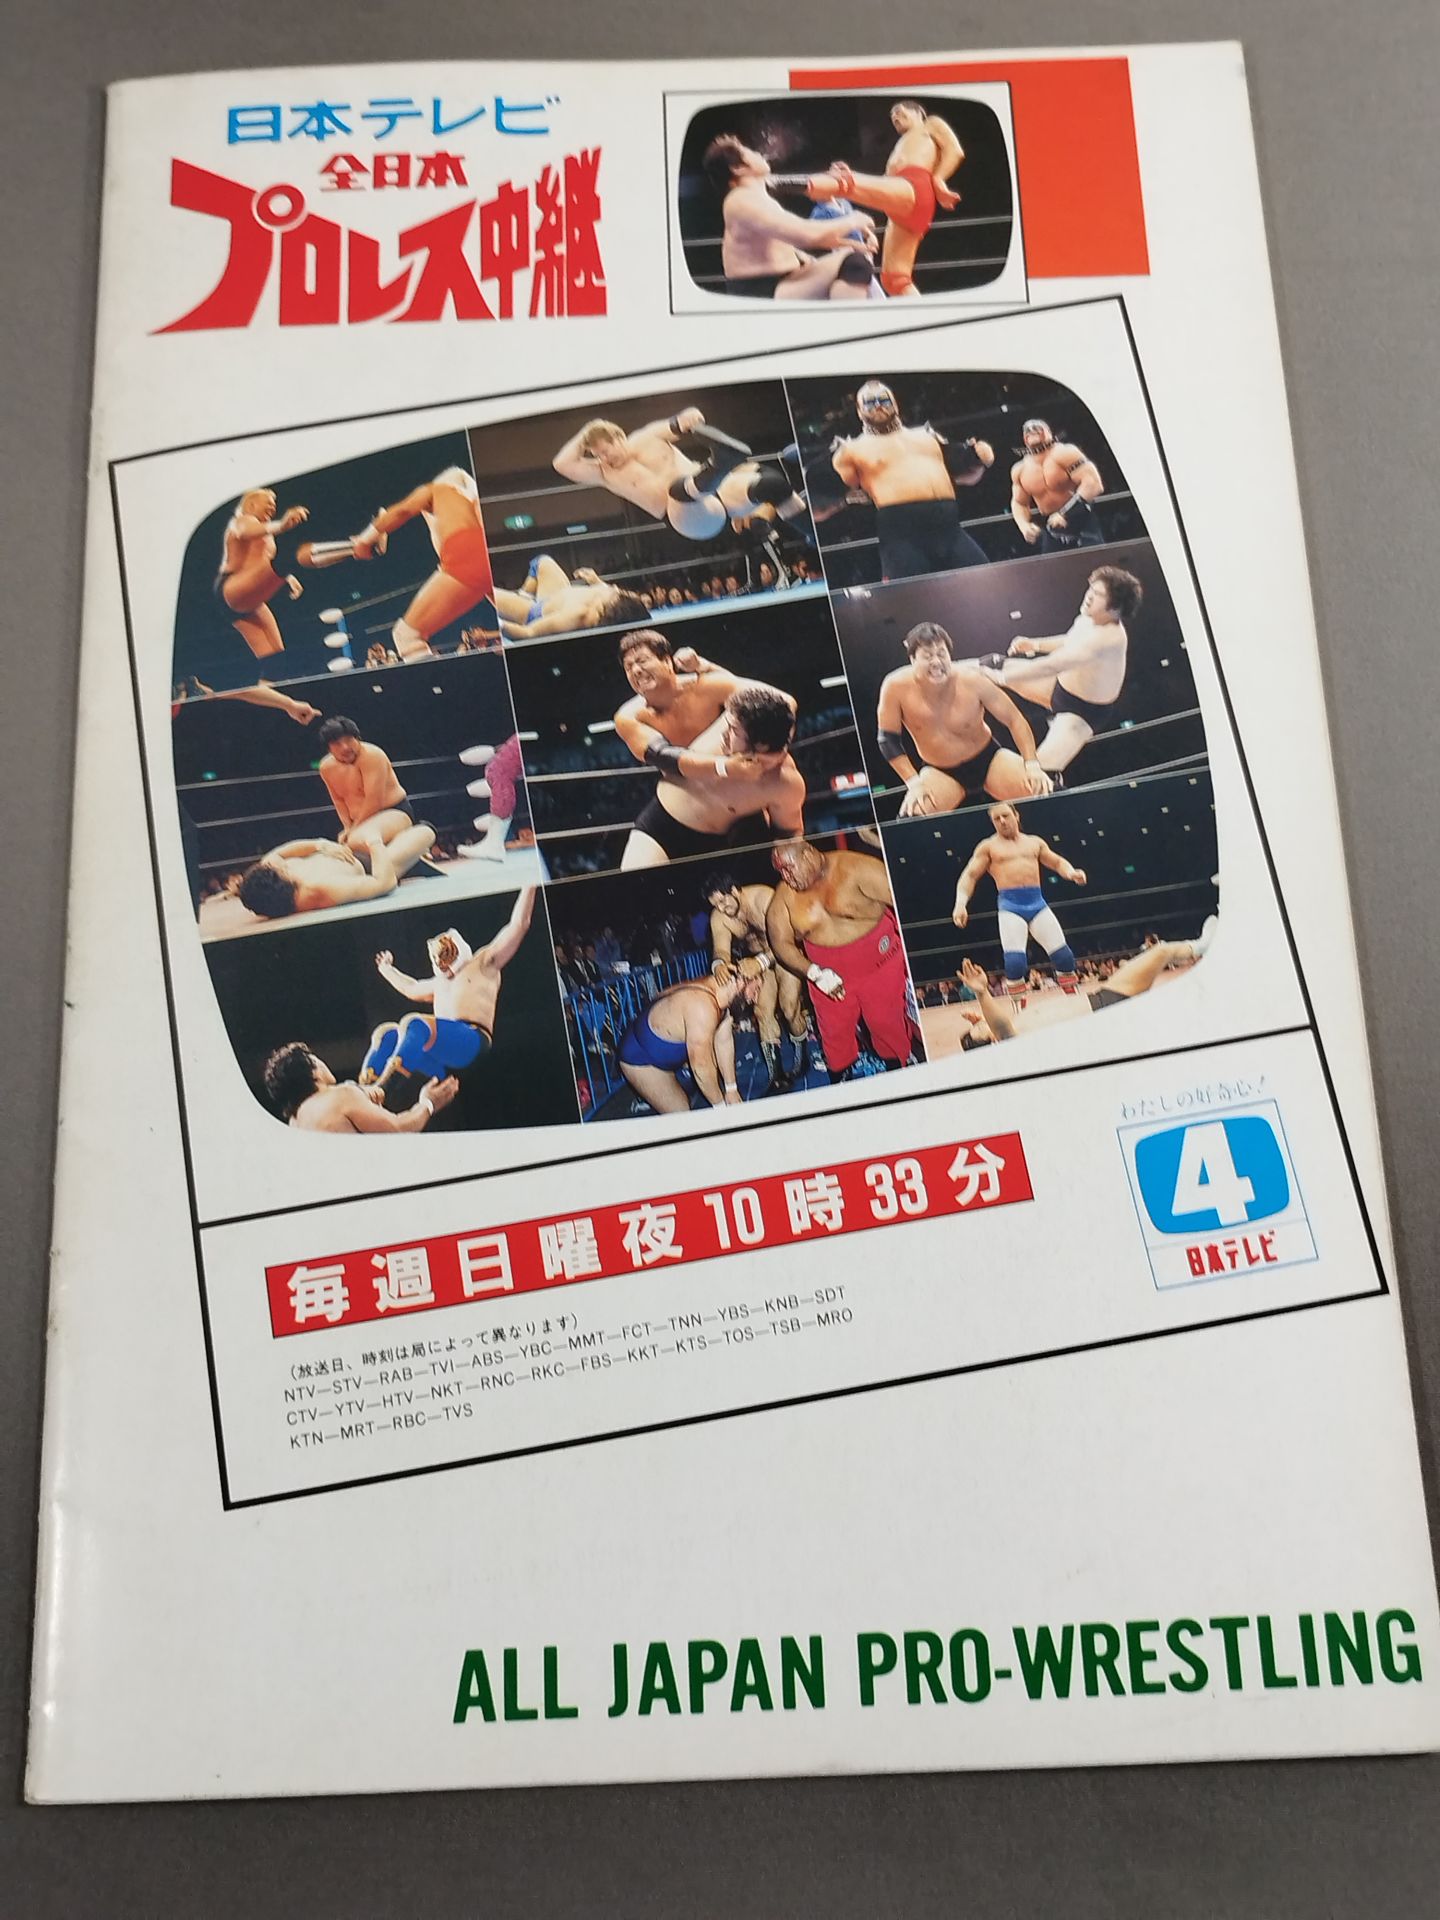 日本テレビ
全日本
プロレス中継
わたしの好奇心!
4
日本テレビ
毎週日曜夜10時33分
(放送日、時刻は局によって異なります)
NTV—STV—RAB—TVI—ABS—YBC—MMT—FCT—TNN—YBS—KNB—SDT
CTV—YTV—HTV—NKT—RNC—RKC—FBS—KKT—KTS—TOS—TSB—MRO
KTN—MRT—RBC—TVS
ALL JAPAN PRO-WRESTLING